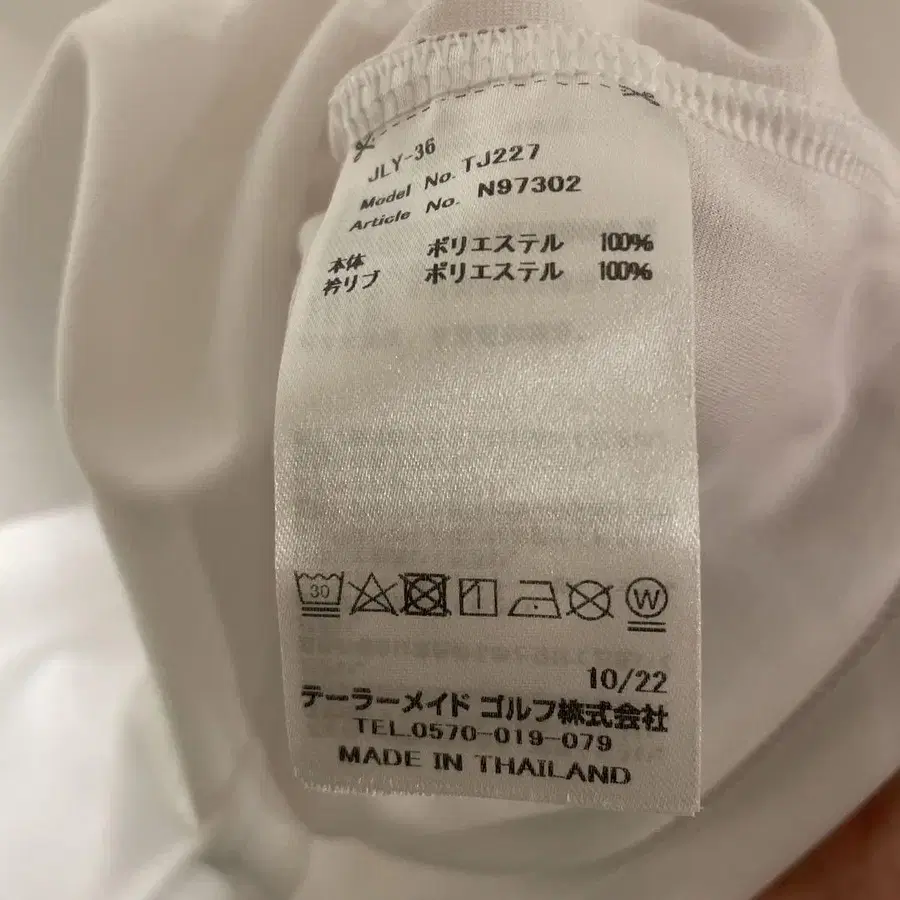 JLY-36
Model No. TJ227
Article No. N97302
本体 ポリエステル 100%
衿リブ ポリエステル 100%
30
W
10/22
テーラーメイド ゴルフ株式会社
TEL.0570-019-079
MADE IN THAILAND